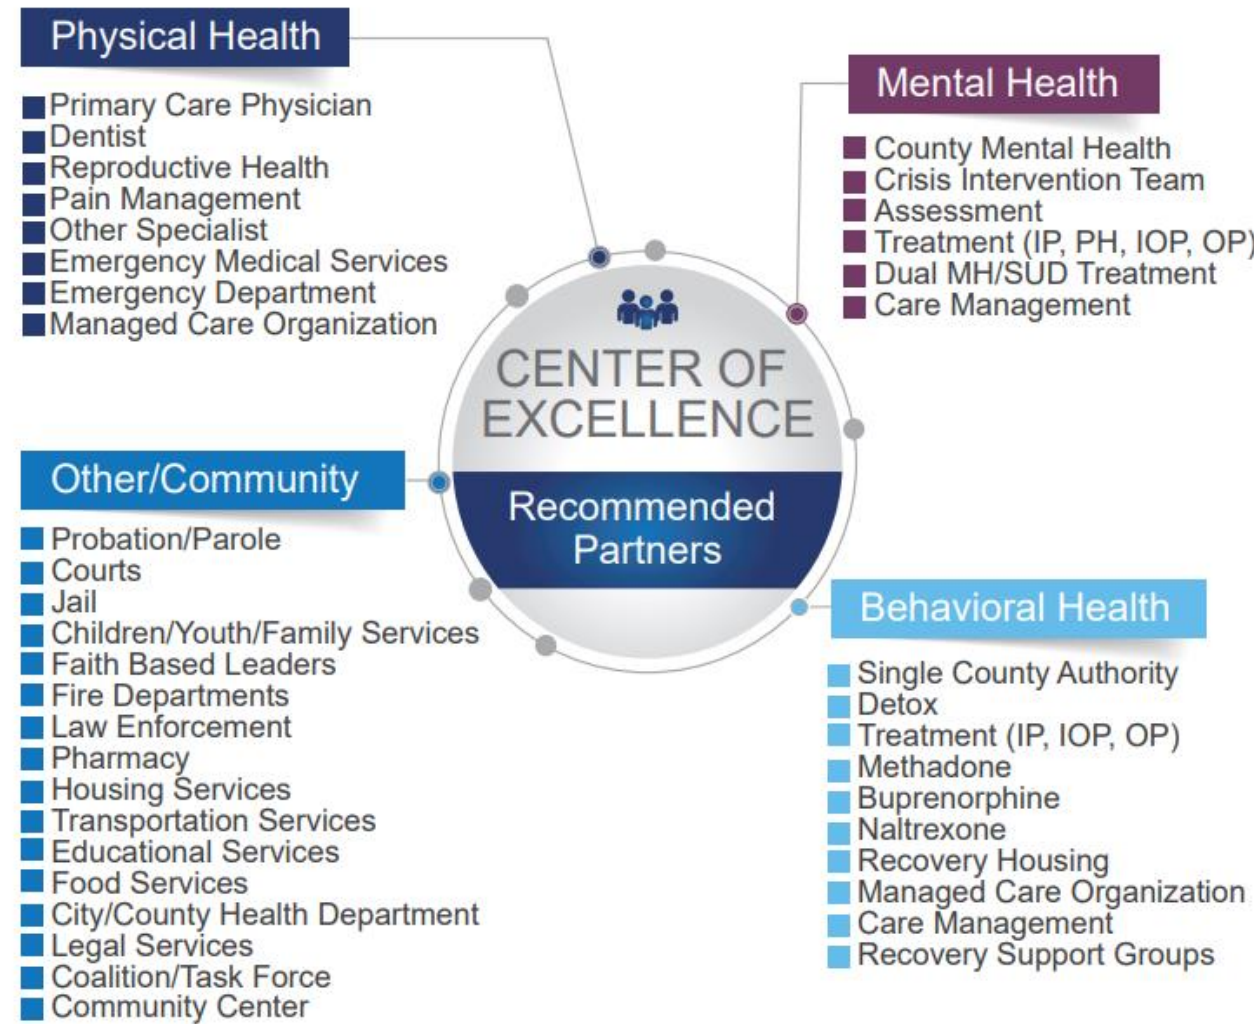 Physical Health
Primary Care Physician
Dentist
Reproductive Health
Pain Management
Other Specialist
Emergency Medical Services
Emergency Department
Managed Care Organization
Mental Health
County Mental Health
Crisis Intervention Team
Assessment
Treatment (IP, PH, IOP, OP)
Dual MH/SUD Treatment
Care Management
CENTER OF
EXCELLENCE
Recommended
Partners
Other/Community
Probation/Parole
Courts
Jail
Children/Youth/Family Services
Faith Based Leaders
Fire Departments
Law Enforcement
Pharmacy
Housing Services
Transportation Services
Educational Services
Food Services
City/County Health Department
Legal Services
Coalition/Task Force
Community Center
Behavioral Health
Single County Authority
Detox
Treatment (IP, IOP, OP)
Methadone
Buprenorphine
Naltrexone
Recovery Housing
Managed Care Organization
Care Management
Recovery Support Groups